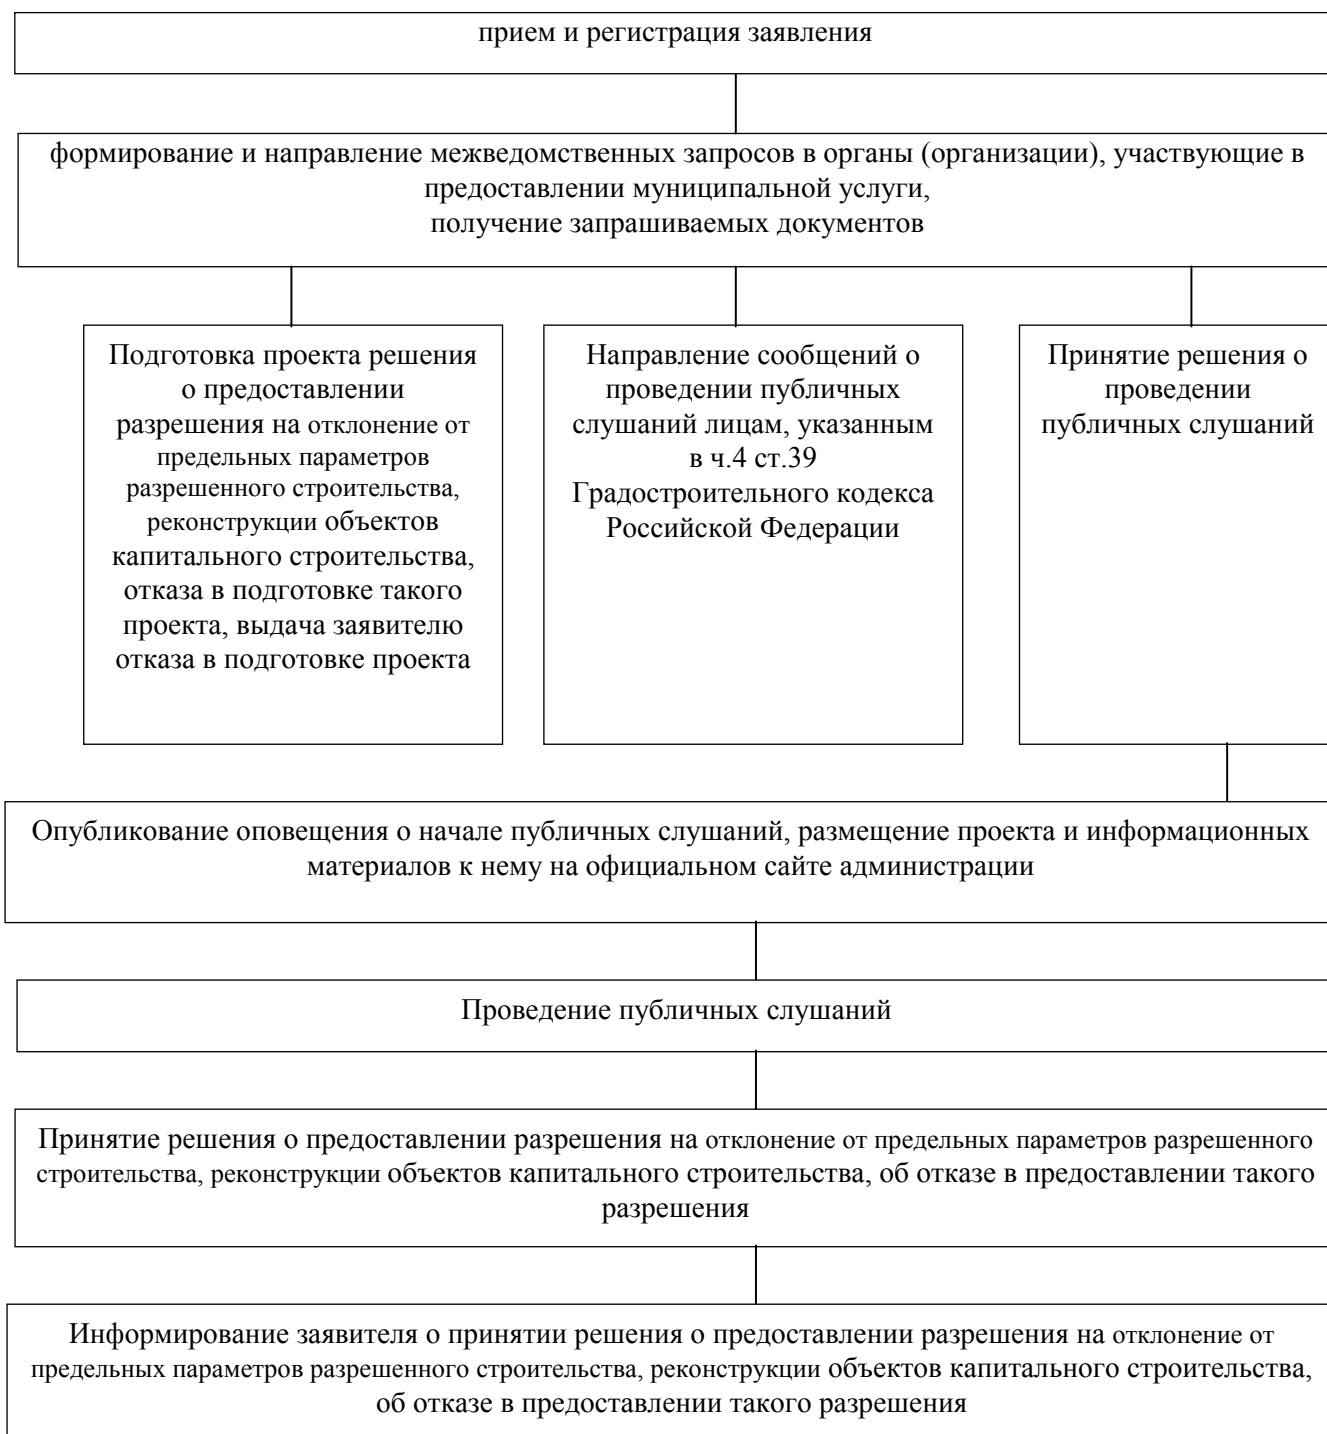 прием и регистрация заявления
формирование и направление межведомственных запросов в органы (организации), участвующие в
предоставлении муниципальной услуги,
получение запрашиваемых документов
Подготовка проекта решения
о предоставлении
разрешения на отклонение от
предельных параметров
разрешенного строительства,
реконструкции объектов
капитального строительства,
отказа в подготовке такого
проекта, выдача заявителю
отказа в подготовке проекта
Направление сообщений о
проведении публичных
слушаний лицам, указанным
в ч.4 ст.39
Градостроительного кодекса
Российской Федерации
Принятие решения о
проведении
публичных слушаний
Опубликование оповещения о начале публичных слушаний, размещение проекта и информационных
материалов к нему на официальном сайте администрации
Проведение публичных слушаний
Принятие решения о предоставлении разрешения на отклонение от предельных параметров разрешенного
строительства, реконструкции объектов капитального строительства, об отказе в предоставлении такого
разрешения
Информирование заявителя о принятии решения о предоставлении разрешения на отклонение от
предельных параметров разрешенного строительства, реконструкции объектов капитального строительства,
об отказе в предоставлении такого разрешения